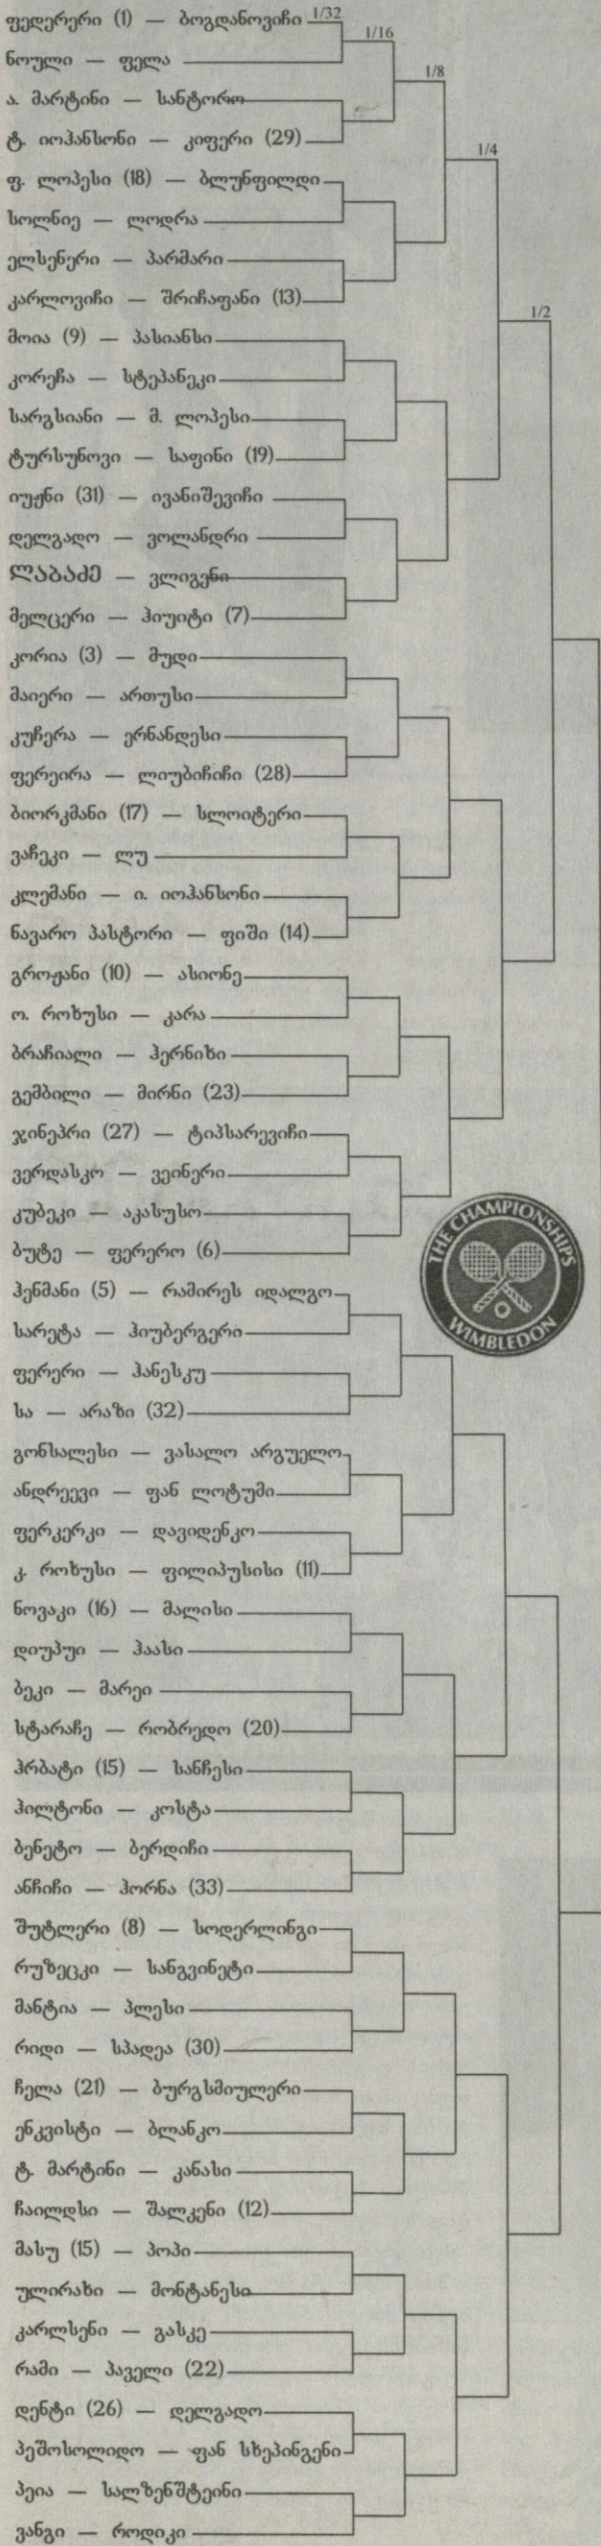 ფედერერი (1) — ბოგდანოვიჩი 1/32
ნოული — ფელა 1/16
ა. მარტინი — სანტორო 1/8
ტ. იოჰანსონი — კიფერი (29) 1/4
ფ. ლოპესი (18) — ბლუნფილდი
სოლნიე — ლოდრა
ელსენერი — პარმარი
კარლოვიჩი — შრიჩაფანი (13) 1/2
მოია (9) — პასიანსი
კორეჩა — სტეპანეკი
სარგსიანი — მ. ლოპესი
ტურსუნოვი — საფინი (19)
იუჟნი (31) — ივანიშევიჩი
დელგადო — ვოლანდრი
ლაბაძე — ვლიგენი
მელცერი — ჰიუიტი (7)
კორია (3) — მუდი
მაიერი — ართუსი
კუჩერა — ერნანდესი
ფერეირა — ლიუბიჩიჩი (28)
ბიორკმანი (17) — სლოიტერი
ვაჩეკი — ლუ
კლემანი — ი. იოჰანსონი
ნავარო პასტორი — ფიში (14)
გროჟანი (10) — ასიონე
ო. როხუსი — კარა
ბრაჩიალი — ჰერნიხი
გემბილი — მირნი (23)
ჯინეპრი (27) — ტიპსარევიჩი
ვერდასკო — ვეინერი
კუბეკი — აკასუსო
ბუტე — ფერერო (6)
THE CHAMPIONSHIPS
WIMBLEDON
ჰენმანი (5) — რამირეს იდალგო
სარეტა — ჰიუბერგერი
ფერერი — ჰანესკუ
სა — არაზი (32)
გონსალესი — ვასალო არგუელო
ანდრეევი — ფან ლოტუმი
ფერკერკი — დავიდენკო
კ. როხუსი — ფილიპუსისი (11)
ნოვაკი (16) — მალისი
დიუპუი — ჰაასი
ბეკი — მარეი
სტარაჩე — რობრედო (20)
ჰრბატი (15) — სანჩესი
ჰილტონი — კოსტა
ბენეტო — ბერდიჩი
ანჩიჩი — ჰორნა (33)
შუტლერი (8) — სოდერლინგი
რუზეცკი — სანგვინეტი
მანტია — პლესი
რიდი — სპადეა (30)
ჩელა (21) — ბურგსმიულერი
ენკვისტი — ბლანკო
ტ. მარტინი — კანასი
ჩაილდსი — შალკენი (12)
მასუ (15) — პოპი
ულირახი — მონტანესი
კარლსენი — გასკე
რამი — პაველი (22)
დენტი (26) — დელგადო
პეშოსოლიდო — ფან სხეპინგენი
პეია — სალზენშტეინი
ვანგი — როდიკი